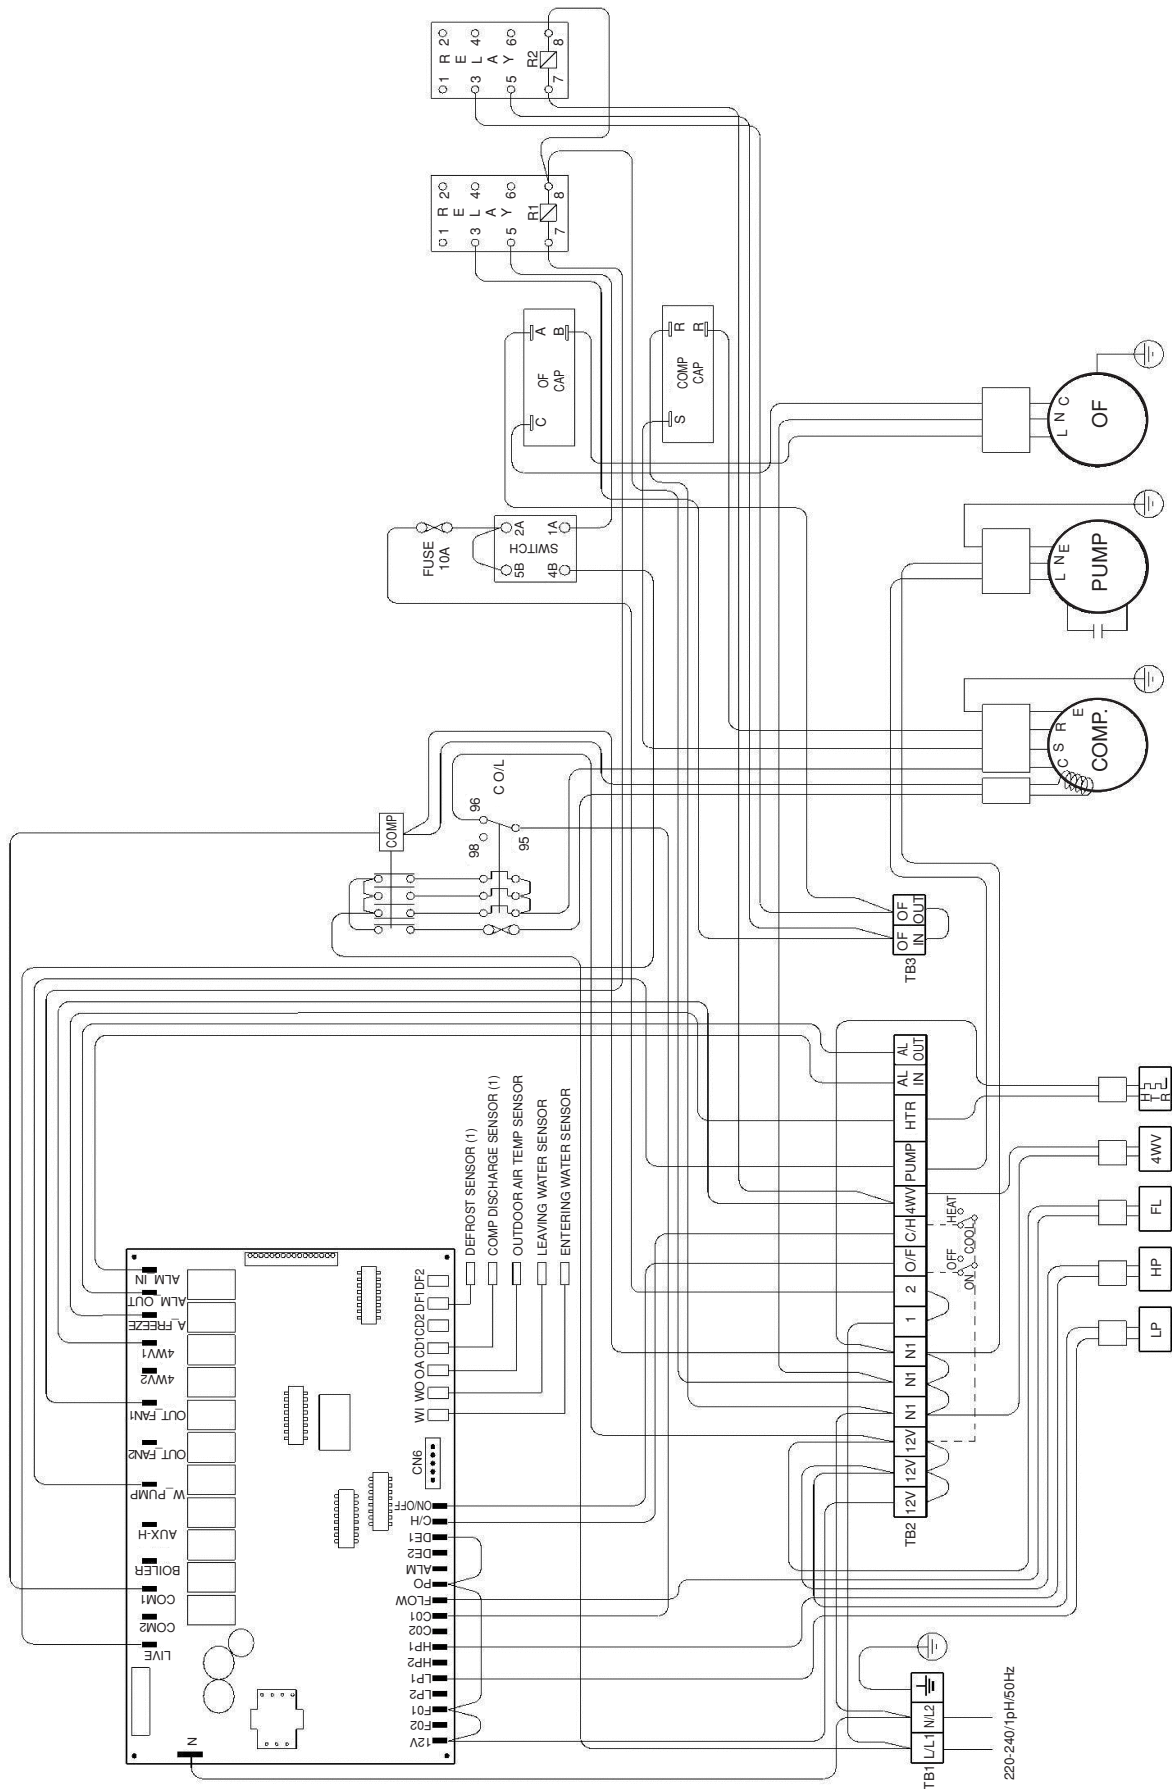 1 R 2
E
3 L 4
A
5 Y 6
R2
7 8
1 R 2
E
3 L 4
A
5 Y 6
R1
7 8
C
OF CAP
A
B
S
COMP CAP
R
R
FUSE
10A
5B 2A
SWITCH
4B 1A
COMP
98 96
95
C O/L
L N C
OF
L N E
PUMP
C S R E
COMP.
TB3
OF IN
OF OUT
LIVE
COM2
COM1
BOILER
AUX-H
W_PUMP
OUT_FAN2
OUT_FAN1
4WV2
4WV1
A_FREEZE
ALM_OUT
ALM_IN
N
12V
F02
F01
LP2
LP1
HP2
HP1
C02
C01
FLOW
PO
ALM
DE2
DE1
C/H
ON/OFF
CN6
WI
WO
OA
CD1
CD2
DF1
DF2
DEFROST SENSOR (1)
COMP DISCHARGE SENSOR (1)
OUTDOOR AIR TEMP SENSOR
LEAVING WATER SENSOR
ENTERING WATER SENSOR
TB2
12V
12V
12V
N1
N1
N1
1
2
O/F
C/H
4WV
PUMP
HTR
AL IN
AL OUT
OFF
ON
HEAT
COOL
TB1
L/L1
N/L2
220-240/1pH/50Hz
LP
HP
FL
4WV
HTR